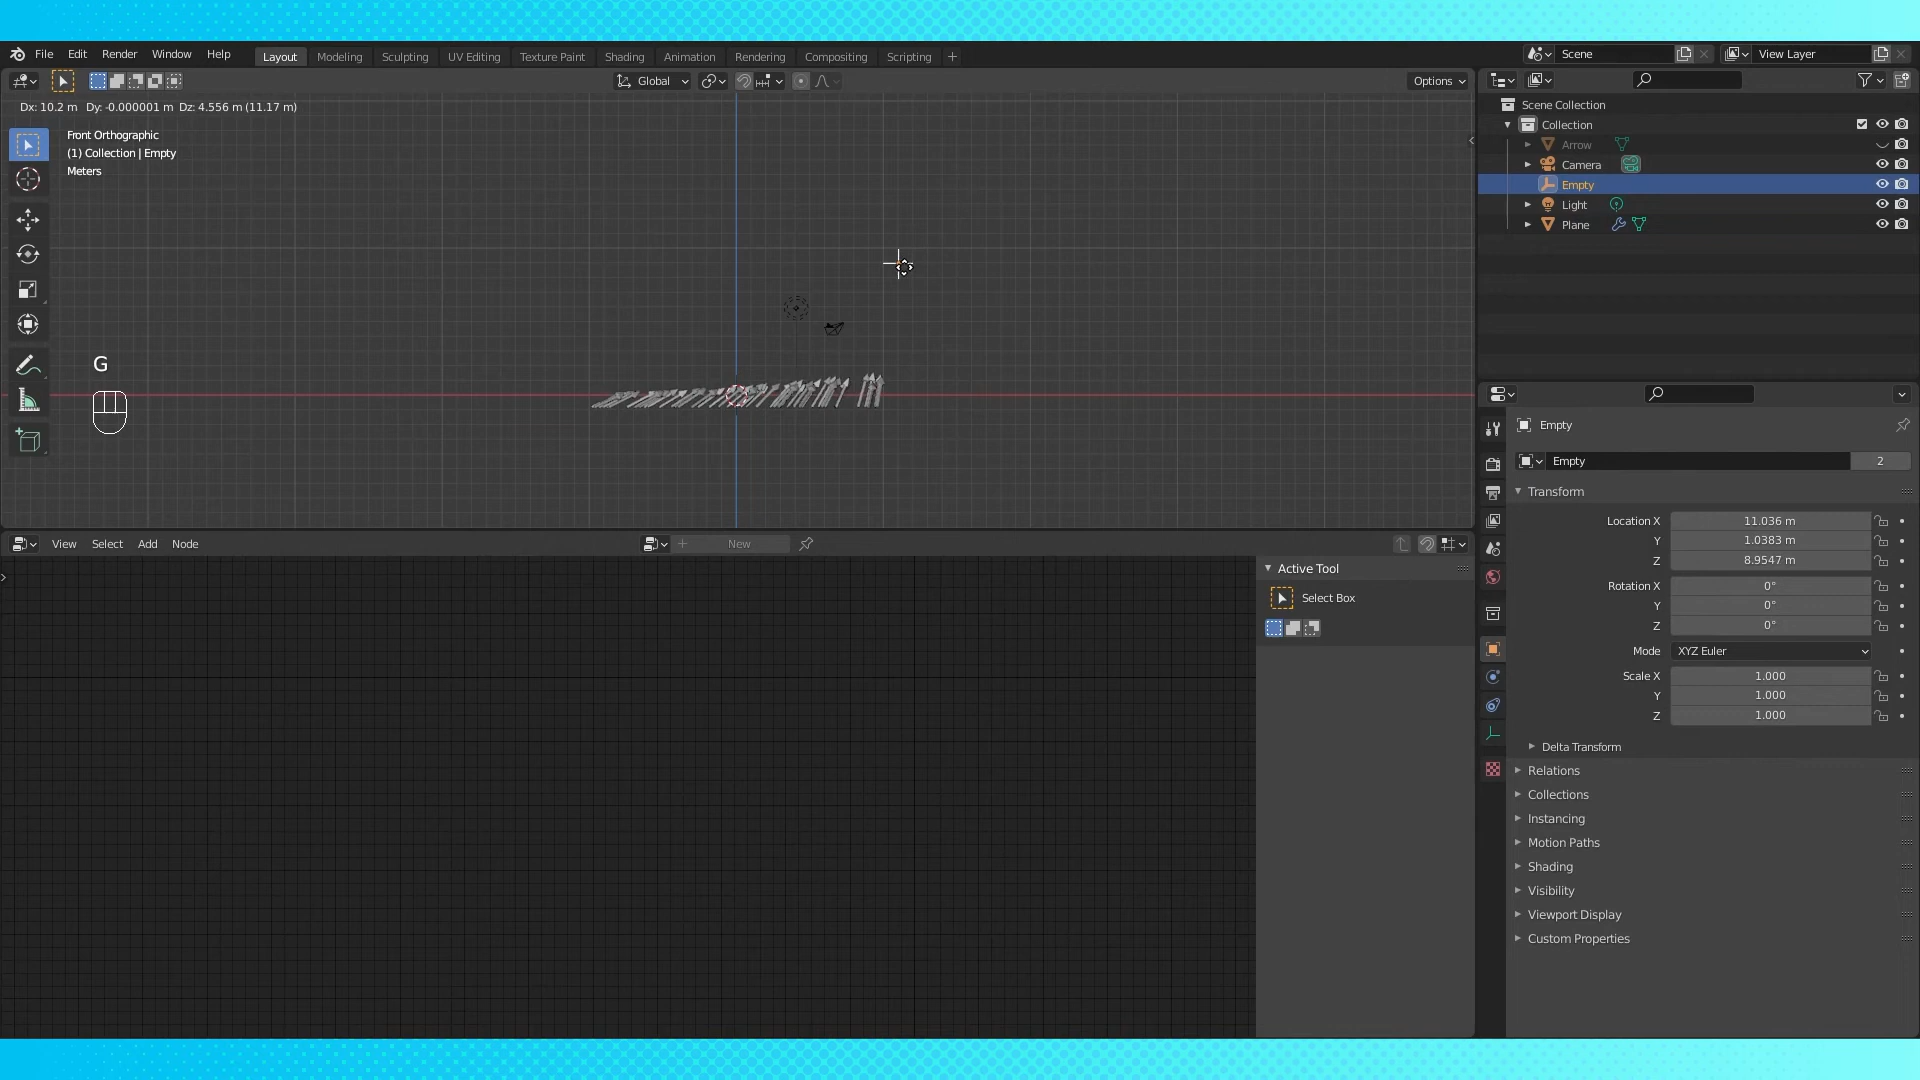 File Edit Render Window Help Layout Modeling Sculpting UV Editing Texture Paint Shading Animation Rendering Compositing Scripting + Scene View Layer
Global Options
Dx: 10.2 m Dy: -0.000001 m Dz: 4.556 m (11.17 m)
Front Orthographic
(1) Collection | Empty
Meters
G
Scene Collection
Collection
Arrow
Camera
Empty
Light
Plane
View Select Add Node New
Active Tool
Select Box
Empty
Empty 2
Transform
Location X 11.036 m
Y 1.0383 m
Z 8.9547 m
Rotation X 0°
Y 0°
Z 0°
Mode XYZ Euler
Scale X 1.000
Y 1.000
Z 1.000
Delta Transform
Relations
Collections
Instancing
Motion Paths
Shading
Visibility
Viewport Display
Custom Properties